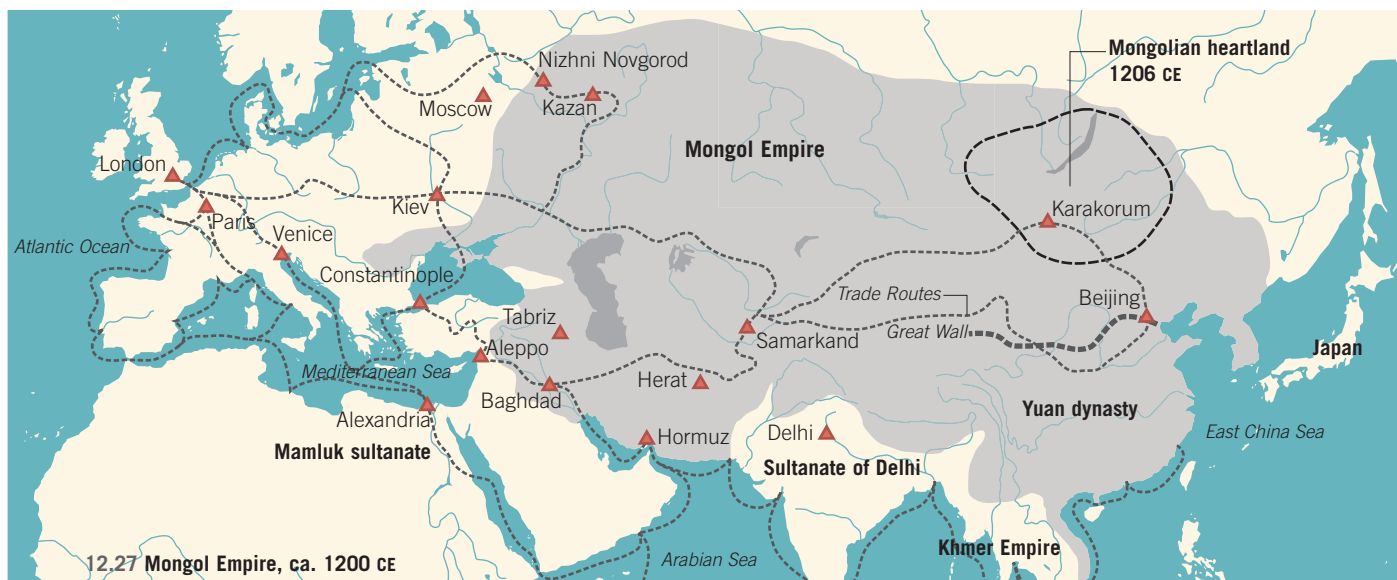 Nizhni Novgorod
Mongolian heartland
1206 CE
Moscow
Kazan
Mongol Empire
London
Kiev
Karakorum
Paris
Atlantic Ocean
Venice
Constantinople
Trade Routes
Beijing
Tabriz
Great Wall
Samarkand
Japan
Aleppo
Mediterranean Sea
Herat
Baghdad
Yuan dynasty
Alexandria
Hormuz
Delhi
East China Sea
Mamluk sultanate
Sultanate of Delhi
Khmer Empire
Arabian Sea
12.27 Mongol Empire, ca. 1200 CE